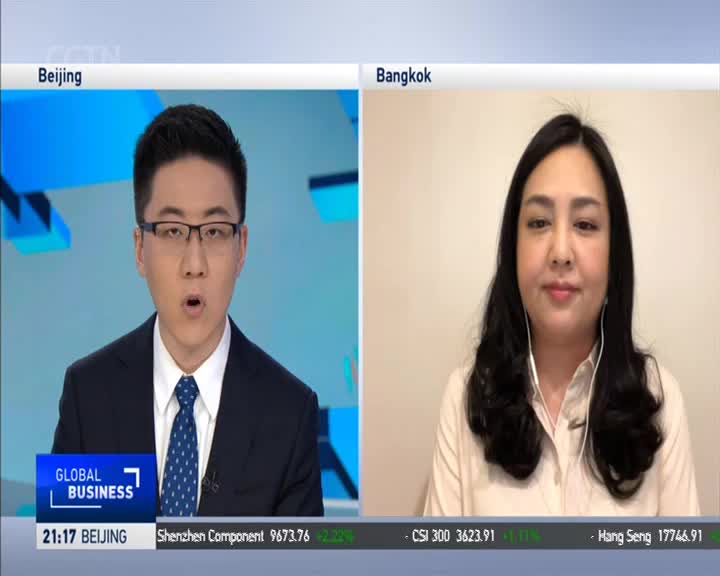 CGTN
Beijing
Bangkok
GLOBAL
BUSINESS
21:17 BEIJING
Shenzhen Component 9673.76 +2.22% · CSI 300 3623.91 +1.11% · Hang Seng 17746.91